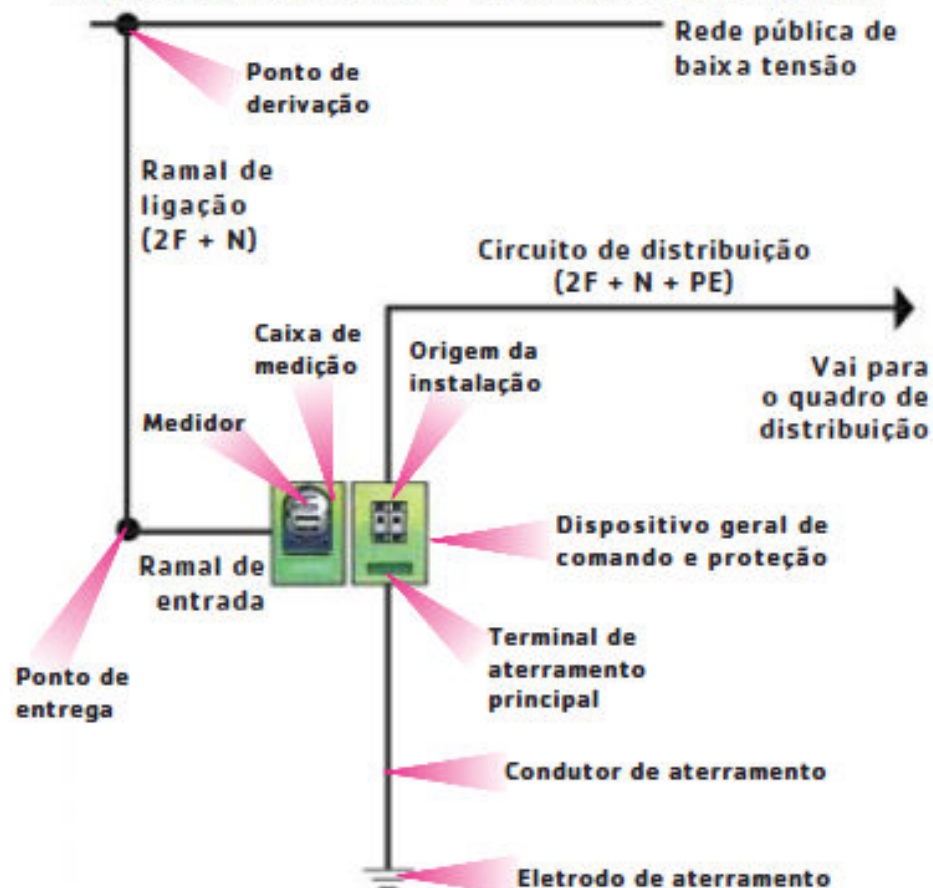 Rede pública de
baixa tensão
Ponto de
derivação
Ramal de
ligação
(2F + N)
Circuito de distribuição
(2F + N + PE)
Caixa de
medição
Origem da
instalação
Vai para
o quadro de
distribuição
Medidor
Dispositivo geral de
comando e proteção
Ramal de
entrada
Terminal de
aterramento
principal
Ponto de
entrega
Condutor de aterramento
Eletrodo de aterramento